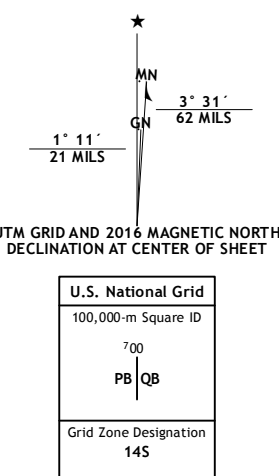 ★
MN
GN
3° 31´
62 MILS
1° 11´
21 MILS
UTM GRID AND 2016 MAGNETIC NORTH
DECLINATION AT CENTER OF SHEET
U.S. National Grid
100,000-m Square ID
⁷00
PB QB
Grid Zone Designation
14S